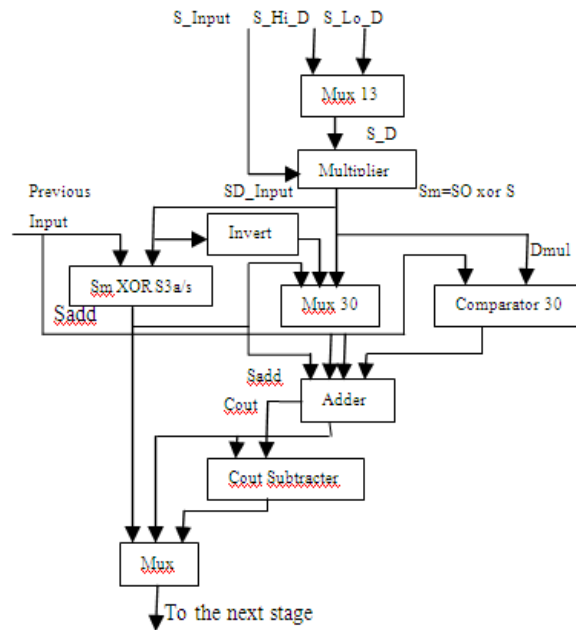 S_Input S_Hi_D S_Lo_D
Mux 13
S_D
Multiplier
Previous
Input
SD_Input
Sm=SO xor S
Invert
Dmul
Sm XOR S3a/s
Mux 30
Comparator 30
Sadd
Sadd
Cout
Adder
Cout Subtracter
Mux
To the next stage